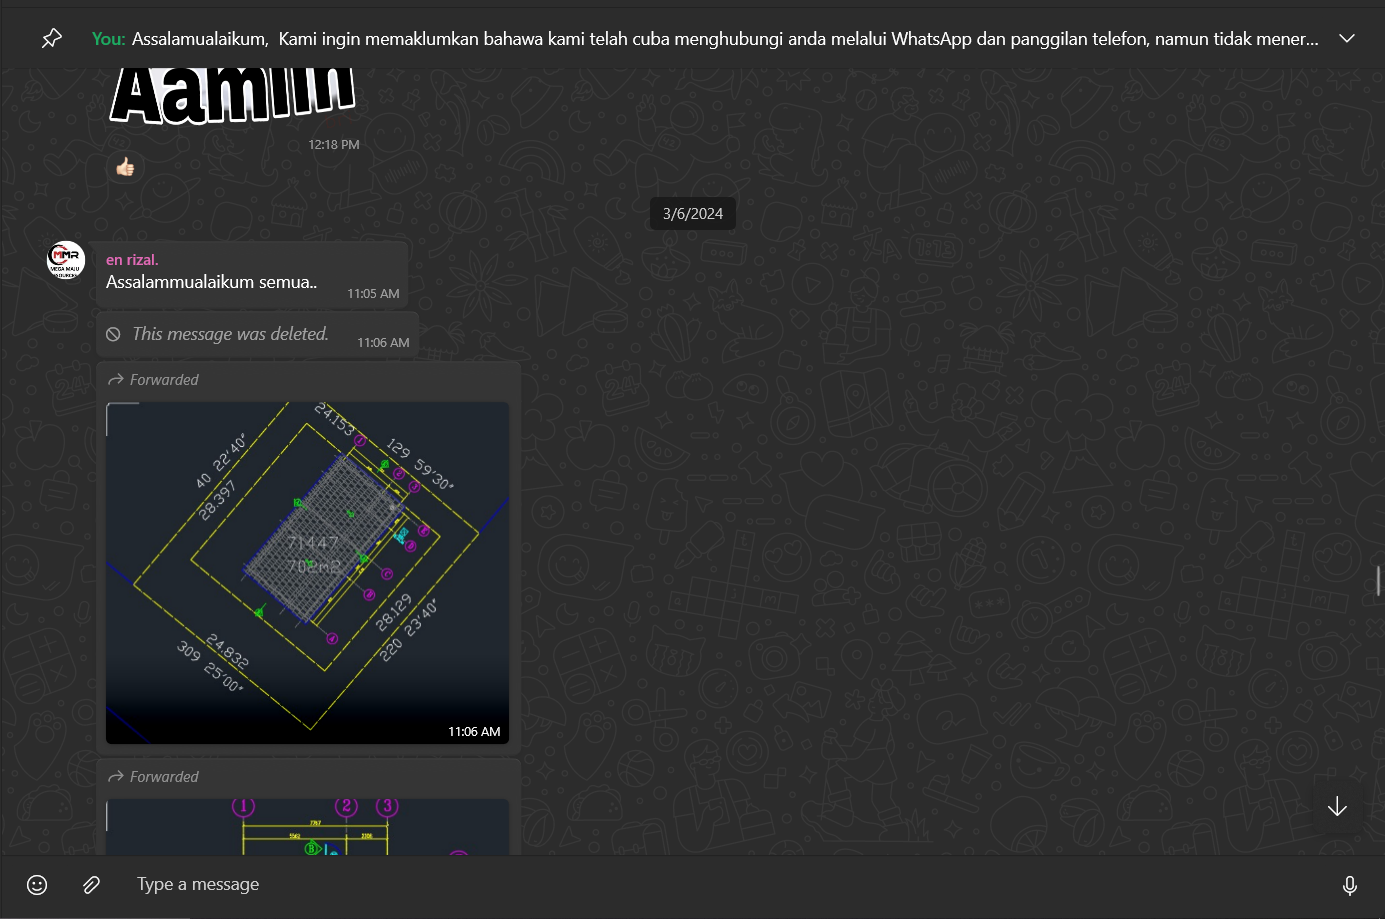 You: Assalamualaikum, Kami ingin memaklumkan bahawa kami telah cuba menghubungi anda melalui WhatsApp dan panggilan telefon, namun tidak mener...
Aamiin
12:18 PM
3/6/2024
MMR
MEGA MAJU
en rizal.
Assalammualaikum semua..
11:05 AM
This message was deleted.
11:06 AM
Forwarded
24.153
129 59'30"
40 22'40"
28.397
71447
702m2
28.129
220 23'40"
24.832
309 25'00"
11:06 AM
Forwarded
1 2 3
7767
5562
B
Type a message